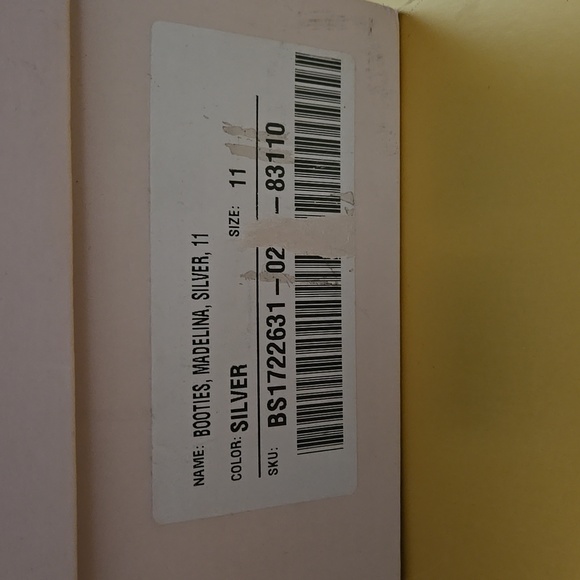 NAME: BOOTIES, MADELINA, SILVER, 11
COLOR: SILVER SIZE: 11
SKU: BS1722631-02 -83110